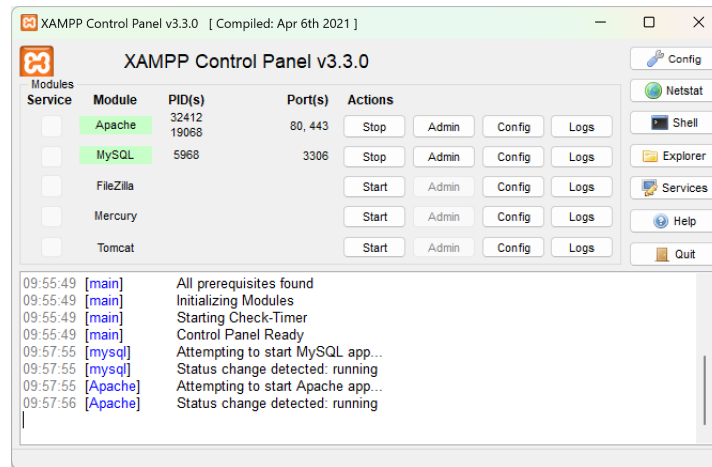 XAMPP Control Panel v3.3.0 [ Compiled: Apr 6th 2021 ]
XAMPP Control Panel v3.3.0
Config
Modules
Service Module PID(s) Port(s) Actions
Netstat
Apache 32412 19068 80, 443 Stop Admin Config Logs
Shell
MySQL 5968 3306 Stop Admin Config Logs
Explorer
FileZilla Start Admin Config Logs
Services
Mercury Start Admin Config Logs
Help
Tomcat Start Admin Config Logs
Quit
09:55:49 [main] All prerequisites found
09:55:49 [main] Initializing Modules
09:55:49 [main] Starting Check-Timer
09:55:49 [main] Control Panel Ready
09:57:55 [mysql] Attempting to start MySQL app...
09:57:55 [mysql] Status change detected: running
09:57:55 [Apache] Attempting to start Apache app...
09:57:56 [Apache] Status change detected: running